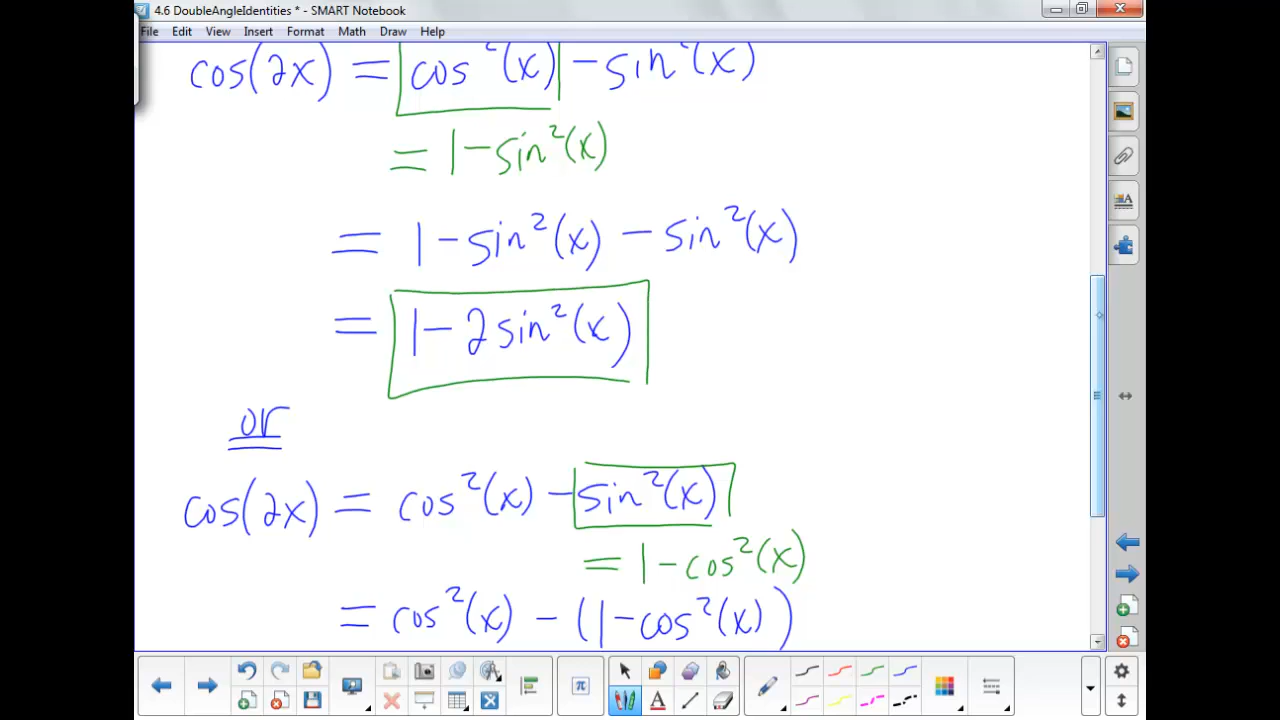 4.6 DoubleAngleIdentities * - SMART Notebook
File Edit View Insert Format Math Draw Help
cos(2x) = cos²(x) - sin²(x)
= 1 - sin²(x)
= 1 - sin²(x) - sin²(x)
= 1 - 2sin²(x)
or
cos(2x) = cos²(x) - sin²(x)
= 1 - cos²(x)
= cos²(x) - (1 - cos²(x))